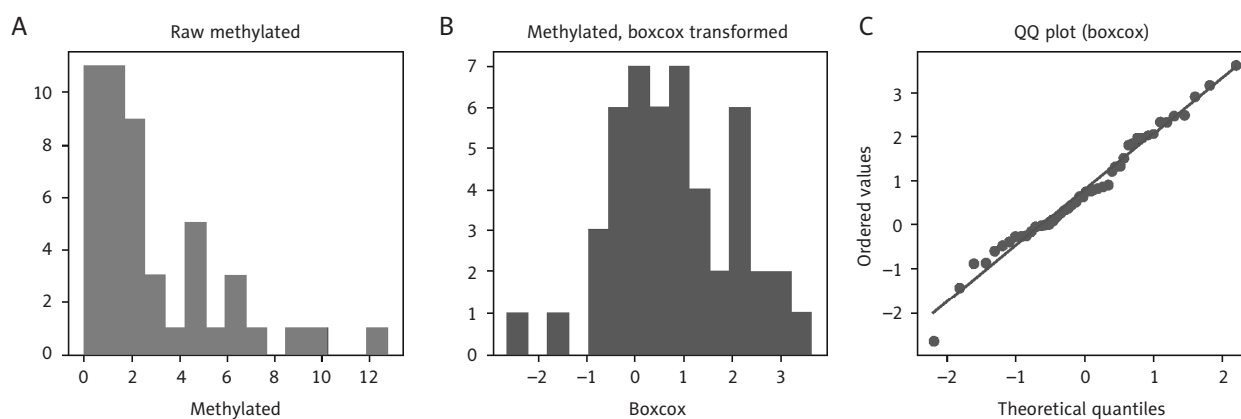 A
Raw methylated
10
8
6
4
2
0
0 2 4 6 8 10 12
Methylated
B
Methylated, boxcox transformed
7
6
5
4
3
2
1
0
−2 −1 0 1 2 3
Boxcox
C
QQ plot (boxcox)
Ordered values
3
2
1
0
−1
−2
−2 −1 0 1 2
Theoretical quantiles